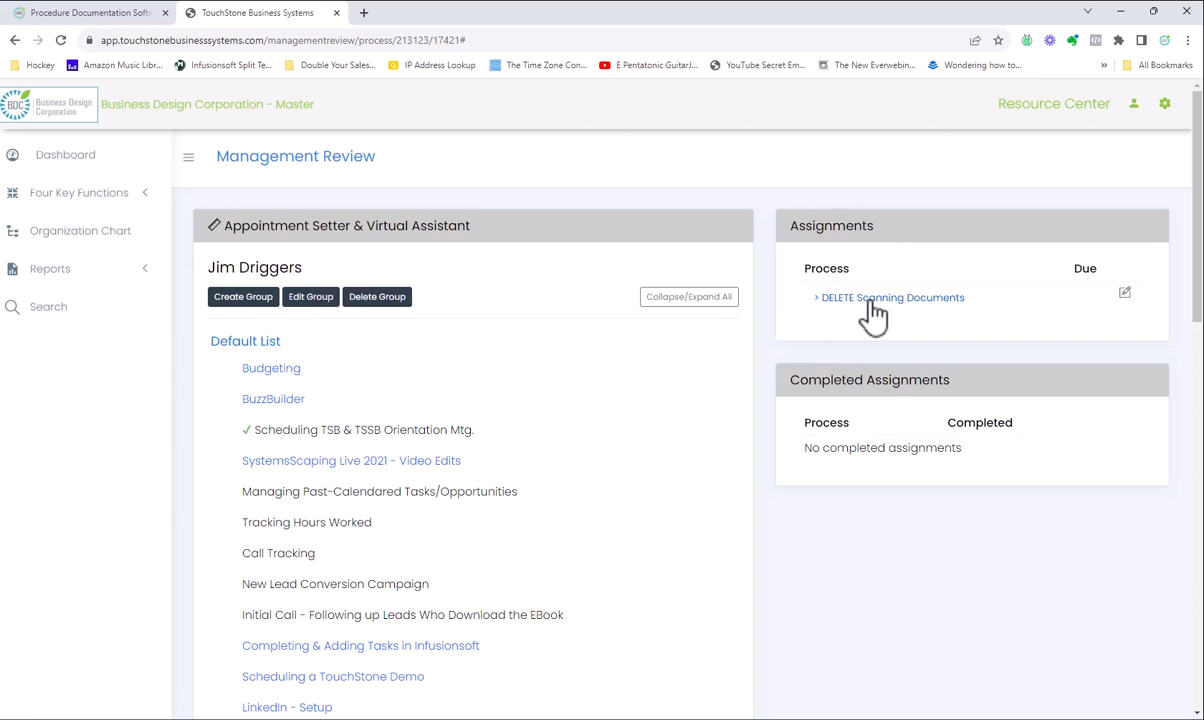 Procedure Documentation Softw
TouchStone Business Systems
app.touchstonebusinesssystems.com/managementreview/process/213123/17421#
Hockey
Amazon Music Libr...
Infusionsoft Split Te...
Double Your Sales...
IP Address Lookup
The Time Zone Con...
E Pentatonic GuitarJ...
YouTube Secret Em...
The New Everwebin...
Wondering how to...
»
All Bookmarks
BDC
Business Design
Corporation
Business Design Corporation - Master
Resource Center
Dashboard
Management Review
Four Key Functions
Organization Chart
Reports
Search
Appointment Setter & Virtual Assistant
Jim Driggers
Create Group
Edit Group
Delete Group
Collapse/Expand All
Default List
Budgeting
BuzzBuilder
✓ Scheduling TSB & TSSB Orientation Mtg.
SystemsScaping Live 2021 - Video Edits
Managing Past-Calendared Tasks/Opportunities
Tracking Hours Worked
Call Tracking
New Lead Conversion Campaign
Initial Call - Following up Leads Who Download the EBook
Completing & Adding Tasks in Infusionsoft
Scheduling a TouchStone Demo
LinkedIn - Setup
Assignments
Process Due
> DELETE Scanning Documents
Completed Assignments
Process Completed
No completed assignments